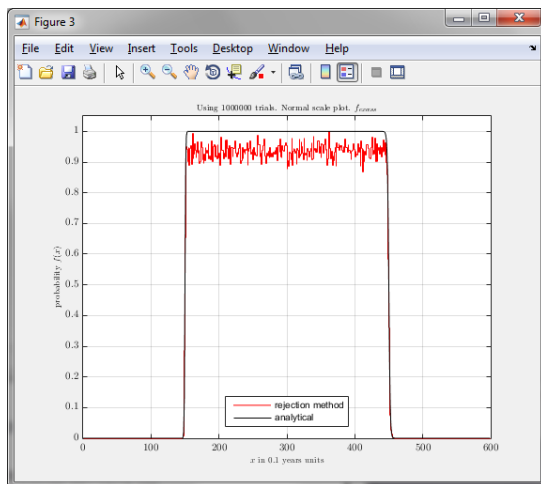 Figure 3
File Edit View Insert Tools Desktop Window Help
Using 1000000 trials. Normal scale plot. f_conso
1
0.9
0.8
0.7
0.6
0.5
0.4
0.3
0.2
0.1
0
probability f(x)
rejection method
analytical
0 100 200 300 400 500 600
x in 0.1 years units